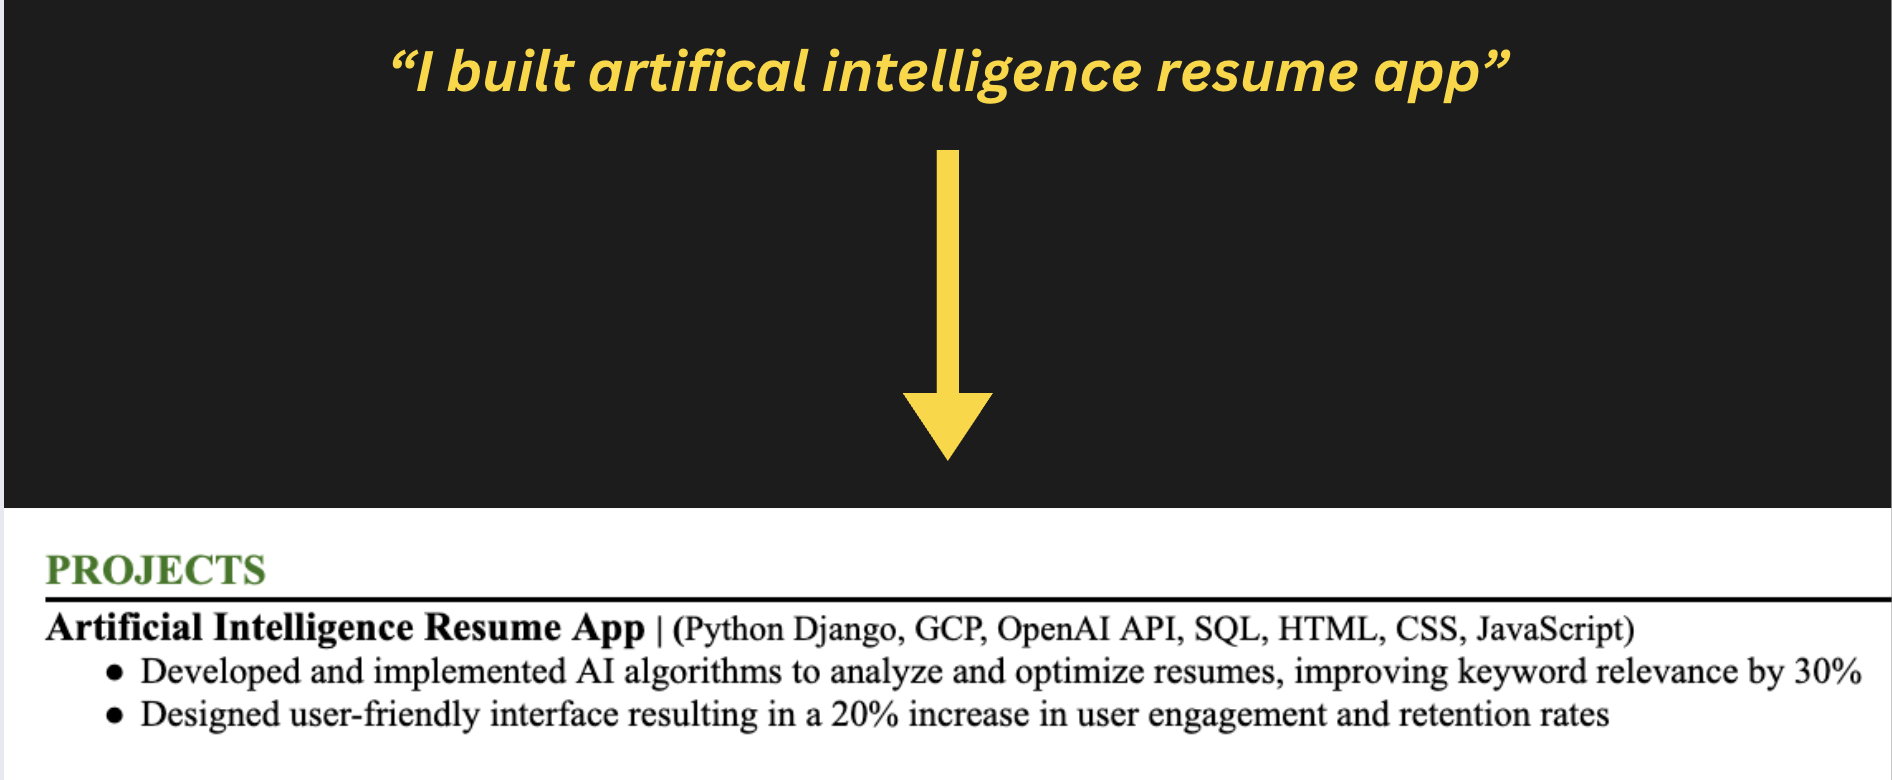 “I built artifical intelligence resume app”
PROJECTS
Artificial Intelligence Resume App | (Python Django, GCP, OpenAI API, SQL, HTML, CSS, JavaScript)
● Developed and implemented AI algorithms to analyze and optimize resumes, improving keyword relevance by 30%
● Designed user-friendly interface resulting in a 20% increase in user engagement and retention rates